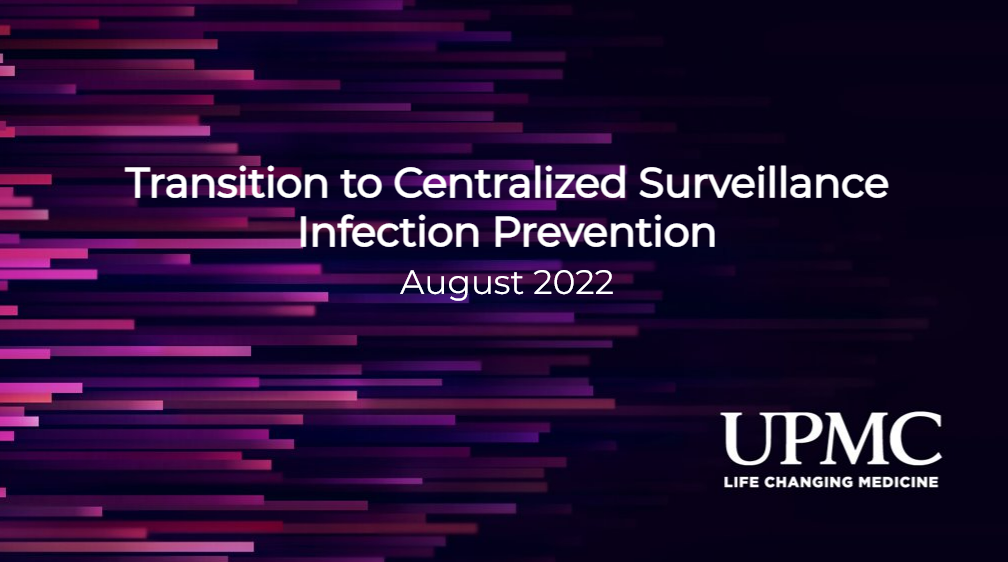 Transition to Centralized Surveillance
Infection Prevention
August 2022
UPMC
LIFE CHANGING MEDICINE